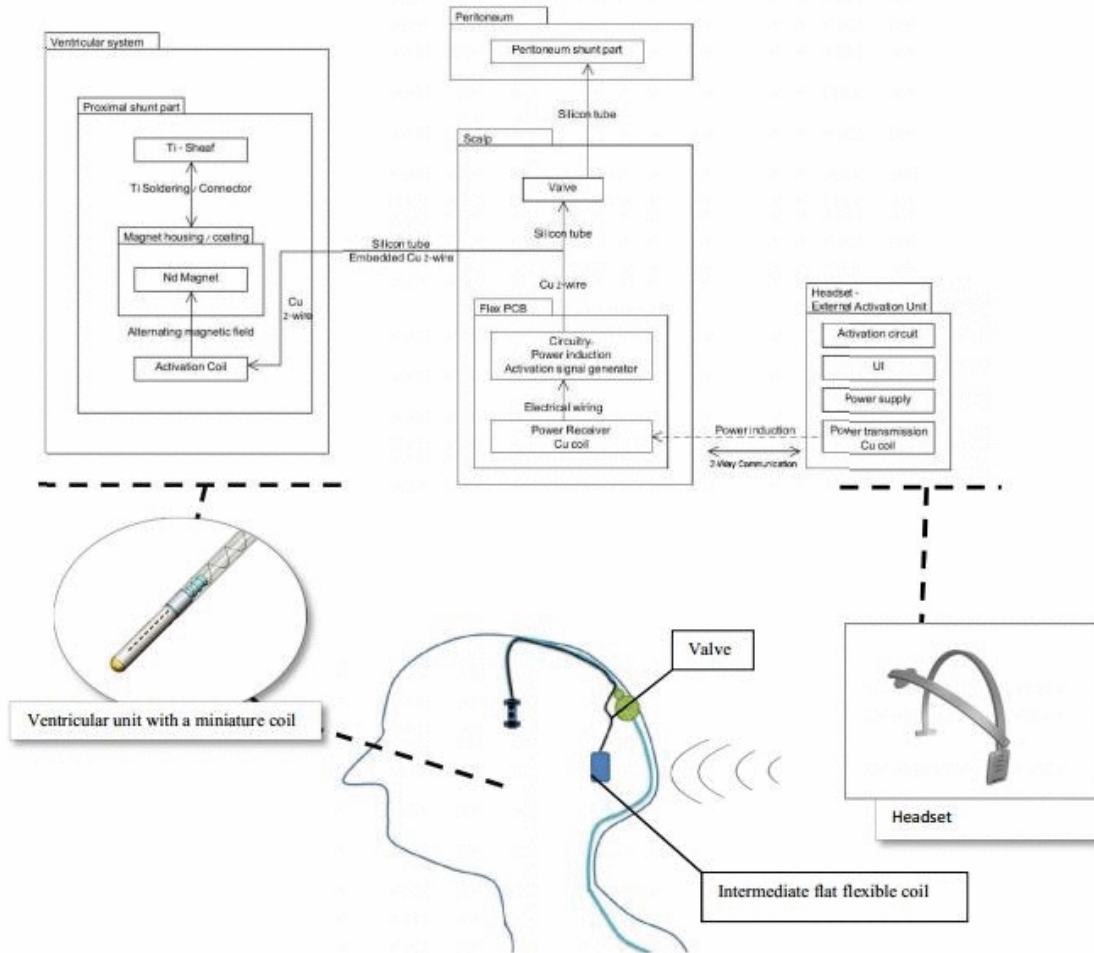 Peritoneum
Peritoneum shunt part
Silicon tube
Ventricular system
Proximal shunt part
Ti - Sheaf
Ti Soldering / Connector
Magnet housing / coating
Nd Magnet
Alternating magnetic field
Activation Coil
Cu
2-wire
Silicon tube
Embedded Cu 2-wire
Scalp
Valve
Silicon tube
Cu 2-wire
Flex PCB
Circuitry-
Power induction
Activation signal generator
Electrical wiring
Power Receiver
Cu coil
Power induction
2-Way Communication
Headset -
External Activation Unit
Activation circuit
UI
Power supply
Power transmission
Cu coil
Ventricular unit with a miniature coil
Valve
Intermediate flat flexible coil
Headset